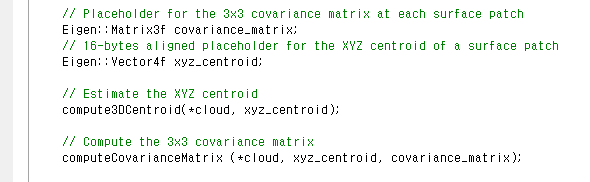 // Placeholder for the 3x3 covariance matrix at each surface patch
Eigen::Matrix3f covariance_matrix;
// 16-bytes aligned placeholder for the XYZ centroid of a surface patch
Eigen::Vector4f xyz_centroid;
// Estimate the XYZ centroid
compute3DCentroid(*cloud, xyz_centroid);
// Compute the 3x3 covariance matrix
computeCovarianceMatrix (*cloud, xyz_centroid, covariance_matrix);